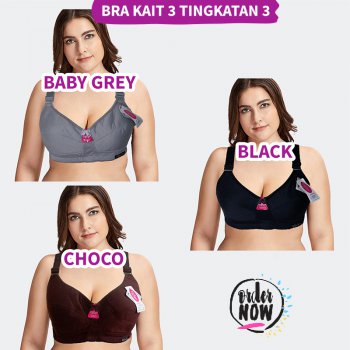 BRA KAIT 3 TINGKATAN 3
BABY GREY
BLACK
CHOCO
order
NOW